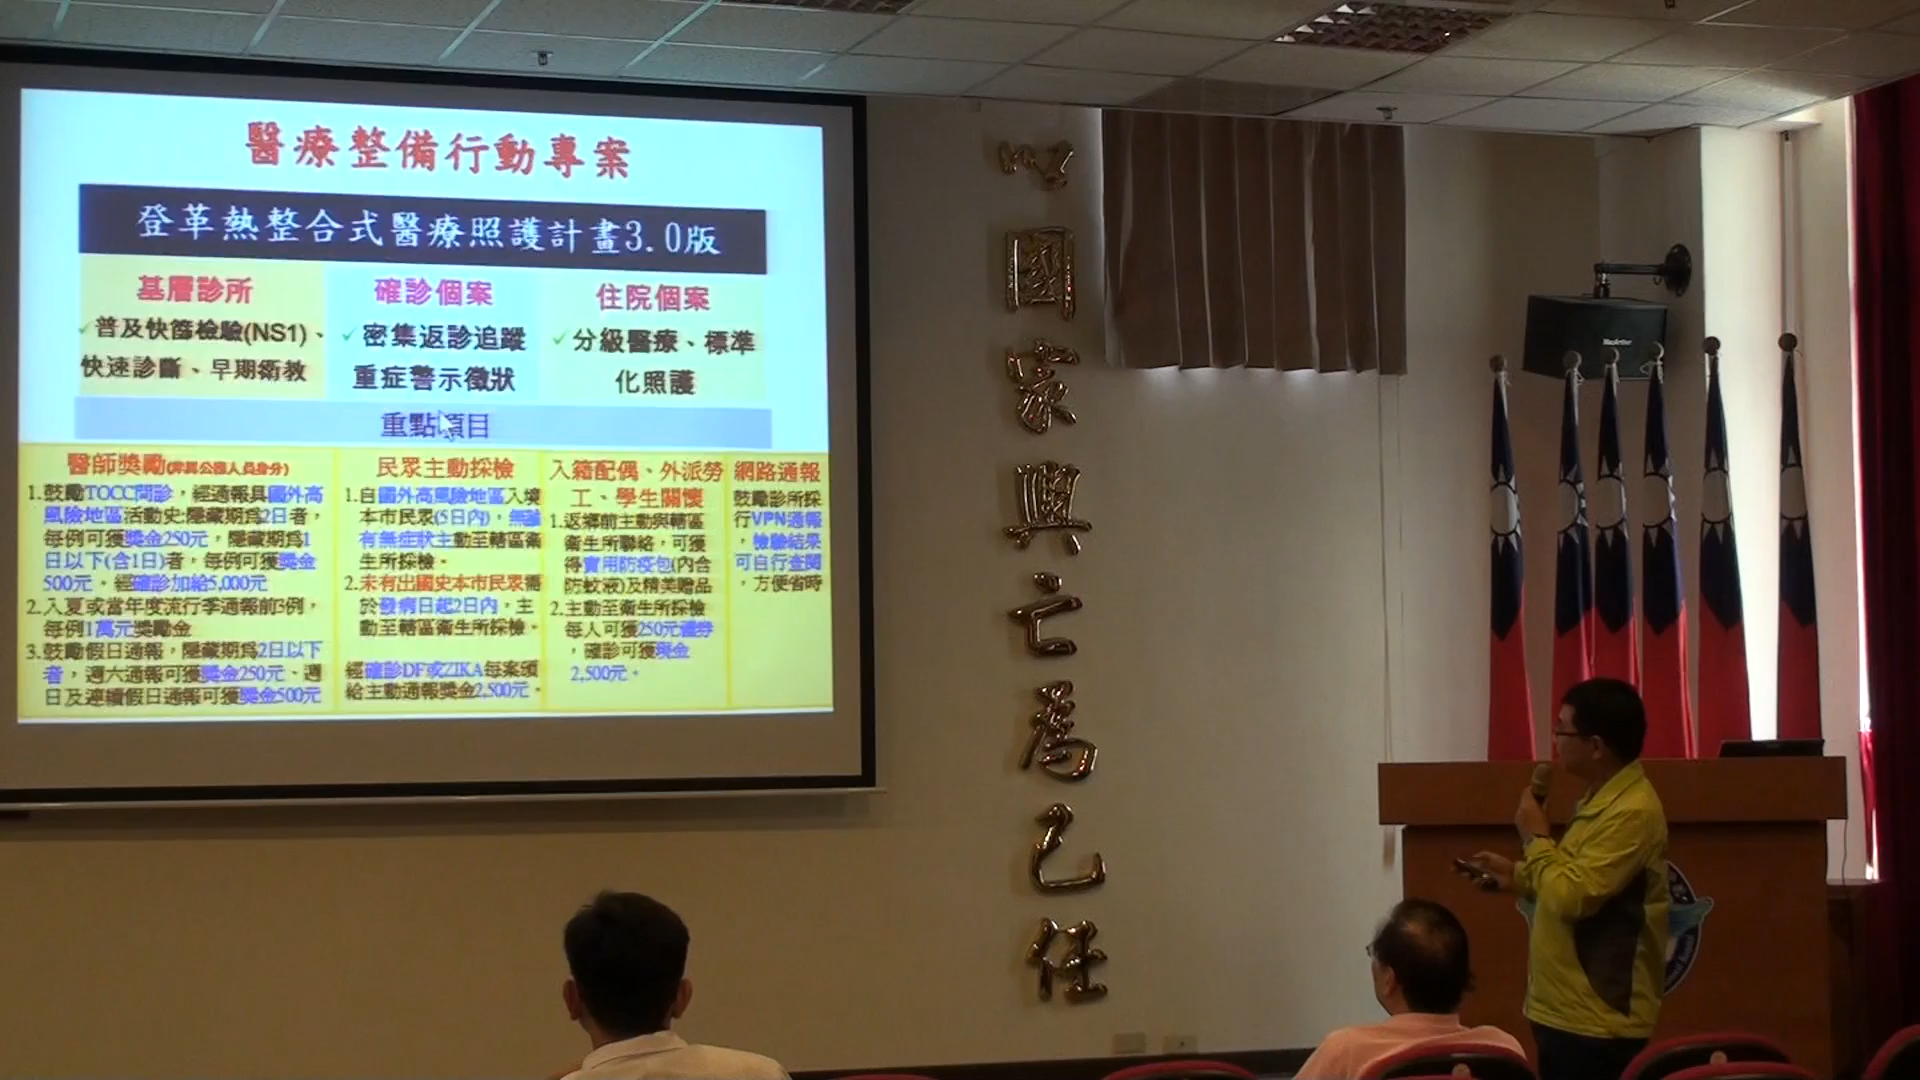 醫療整備行動專案
登革熱整合式醫療照護計畫3.0版
基層診所
✓普及快篩檢驗(NS1)、
快速診斷、早期衛教
確診個案
✓密集返診追蹤
重症警示徵狀
住院個案
✓分級醫療、標準
化照護
重點項目
醫師獎勵(非具公務人員身分)
1.鼓勵TOCC問診，經通報具國外高
風險地區活動史:隱藏期為2日者，
每例可獲獎金250元，隱藏期為1
日以下(含1日)者，每例可獲獎金
500元。經確診加給5,000元
2.入夏或當年度流行季通報前3例，
每例1萬元獎勵金
3.鼓勵假日通報，隱藏期為2日以下
者，週六通報可獲獎金250元、週
日及連續假日通報可獲獎金500元
民眾主動採檢
1.自國外高風險地區入境
本市民眾(5日內)，無論
有無症狀主動至轄區衛
生所採檢。
2.未有出國史本市民眾需
於發病日起2日內，主
動至轄區衛生所採檢。
經確診DF或ZIKA每案頒
給主動通報獎金2,500元。
入籍配偶、外派勞
工、學生關懷
1.返鄉前主動與轄區
衛生所聯絡，可獲
得實用防疫包(內含
防蚊液)及精美贈品
2.主動至衛生所採檢
每人可獲250元禮券
，確診可獲現金
2,500元。
網路通報
鼓勵診所採
行VPN通報
，檢驗結果
可自行查閱
，方便省時
以國家興亡為己任